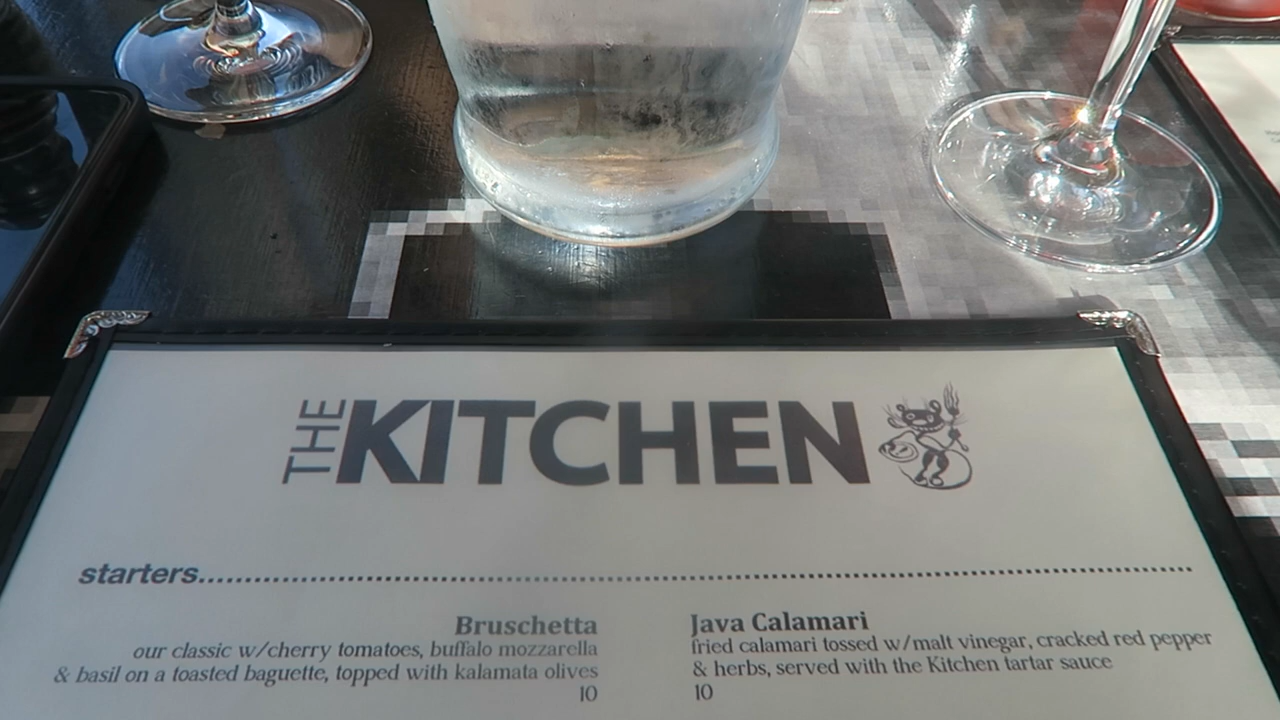 THE KITCHEN
starters
Bruschetta
our classic w/cherry tomatoes, buffalo mozzarella
& basil on a toasted baguette, topped with kalamata olives
10
Java Calamari
fried calamari tossed w/malt vinegar, cracked red pepper
& herbs, served with the Kitchen tartar sauce
10